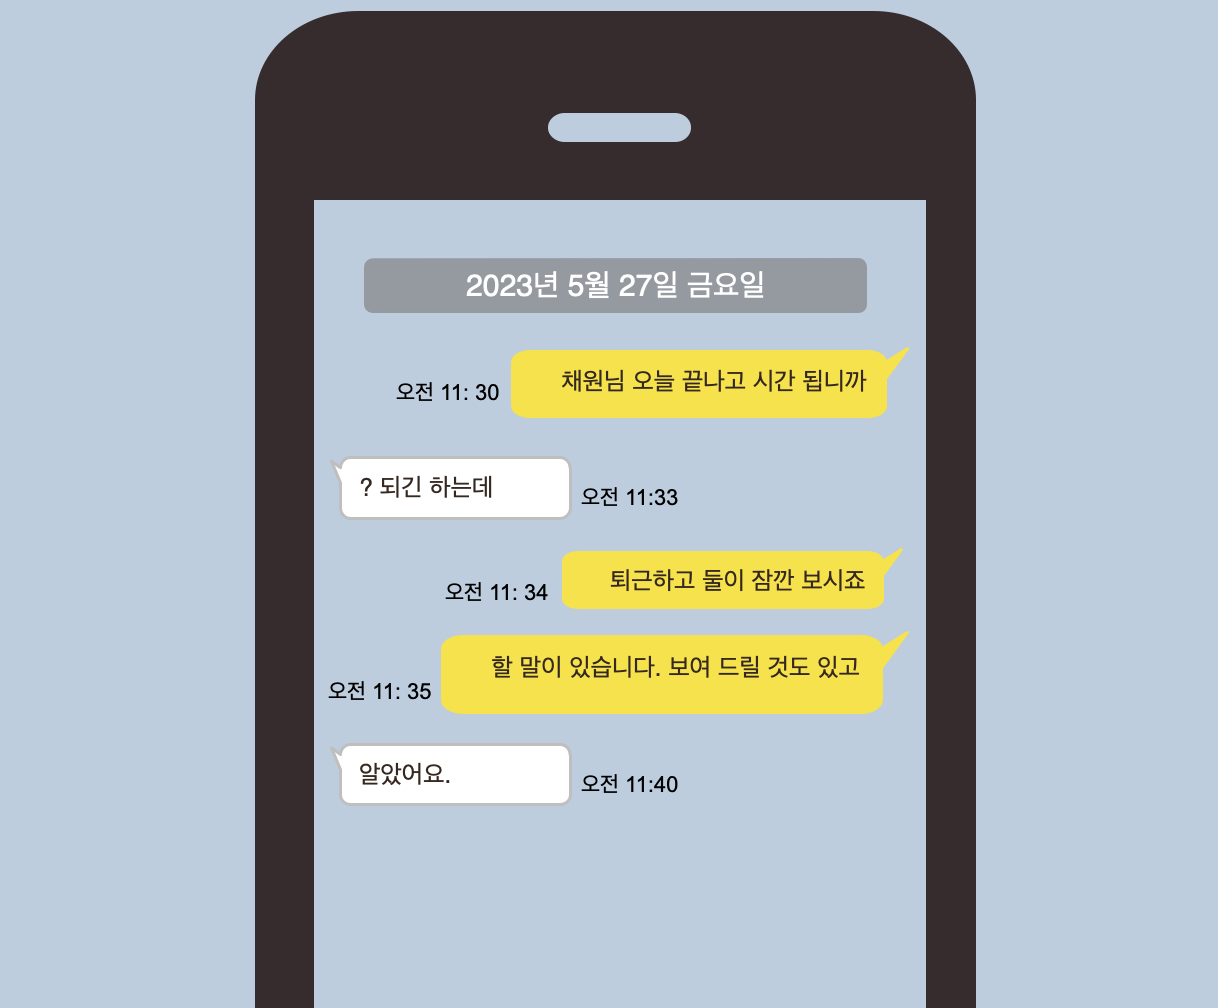 2023년 5월 27일 금요일
채원님 오늘 끝나고 시간 됩니까
오전 11: 30
? 되긴 하는데
오전 11:33
퇴근하고 둘이 잠깐 보시죠
오전 11: 34
할 말이 있습니다. 보여 드릴 것도 있고
오전 11: 35
알았어요.
오전 11:40